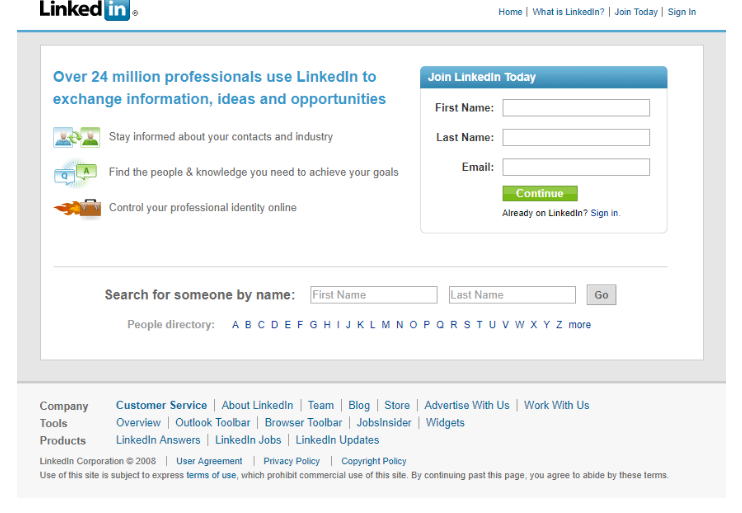 Linked in ®
Home | What is LinkedIn? | Join Today | Sign In
Over 24 million professionals use LinkedIn to
exchange information, ideas and opportunities
Stay informed about your contacts and industry
Q A
Find the people & knowledge you need to achieve your goals
Control your professional identity online
Join LinkedIn Today
First Name:
Last Name:
Email:
Continue
Already on LinkedIn? Sign in.
Search for someone by name: First Name Last Name Go
People directory: A B C D E F G H I J K L M N O P Q R S T U V W X Y Z more
Company Customer Service | About LinkedIn | Team | Blog | Store | Advertise With Us | Work With Us
Tools Overview | Outlook Toolbar | Browser Toolbar | JobsInsider | Widgets
Products LinkedIn Answers | LinkedIn Jobs | LinkedIn Updates
LinkedIn Corporation © 2008 | User Agreement | Privacy Policy | Copyright Policy
Use of this site is subject to express terms of use, which prohibit commercial use of this site. By continuing past this page, you agree to abide by these terms.